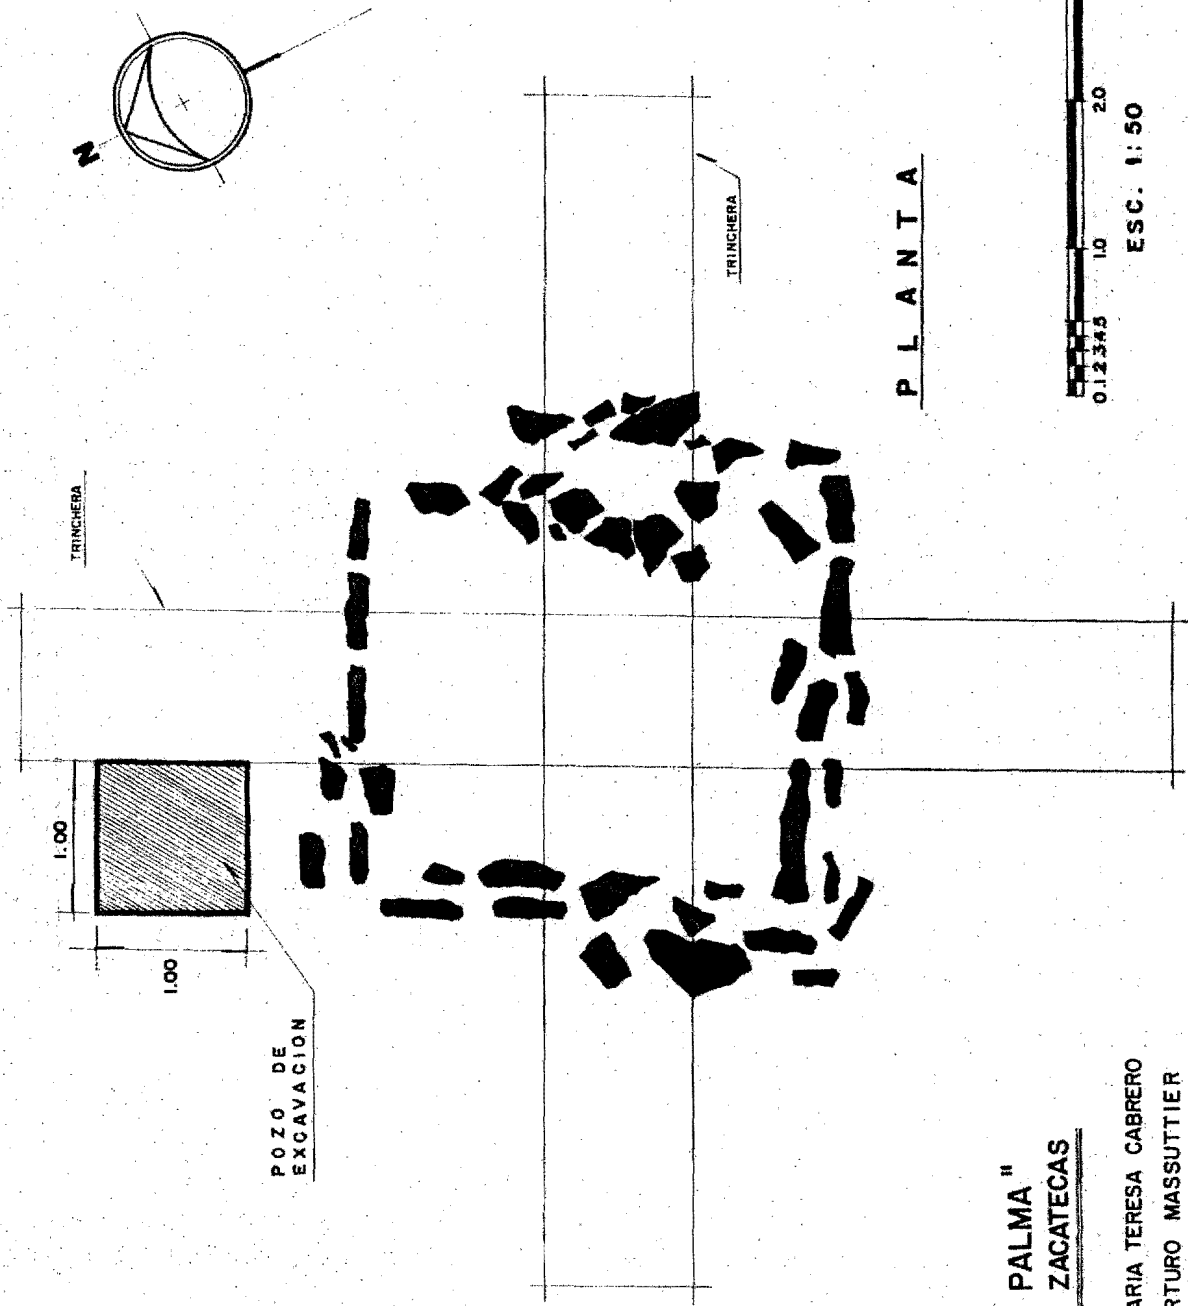 N
TRINCHERA
1.00
1.00
POZO DE
EXCAVACION
TRINCHERA
PLANTA
0.1 2 3 4 5 1.0 2.0
ESC. 1:50
PALMA"
ZACATECAS
ARIA TERESA CABRERO
RTURO MASSUTTIER